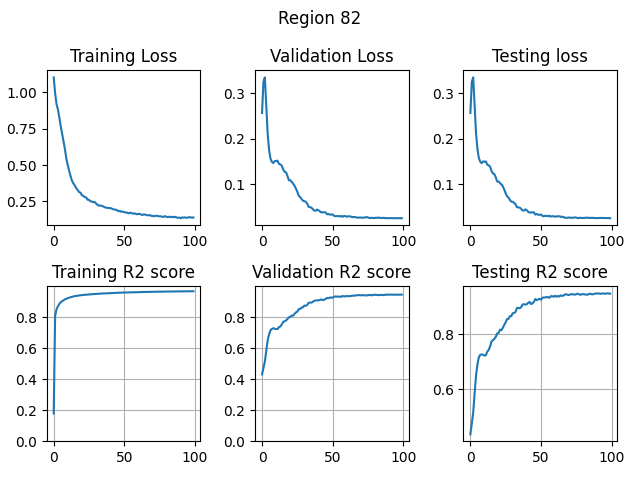 Region 82
Training Loss
1.00
0.75
0.50
0.25
0 50 100
Validation Loss
0.3
0.2
0.1
0 50 100
Testing loss
0.3
0.2
0.1
0 50 100
Training R2 score
0.8
0.6
0.4
0.2
0.0
0 50 100
Validation R2 score
0.8
0.6
0.4
0.2
0.0
0 50 100
Testing R2 score
0.8
0.6
0 50 100